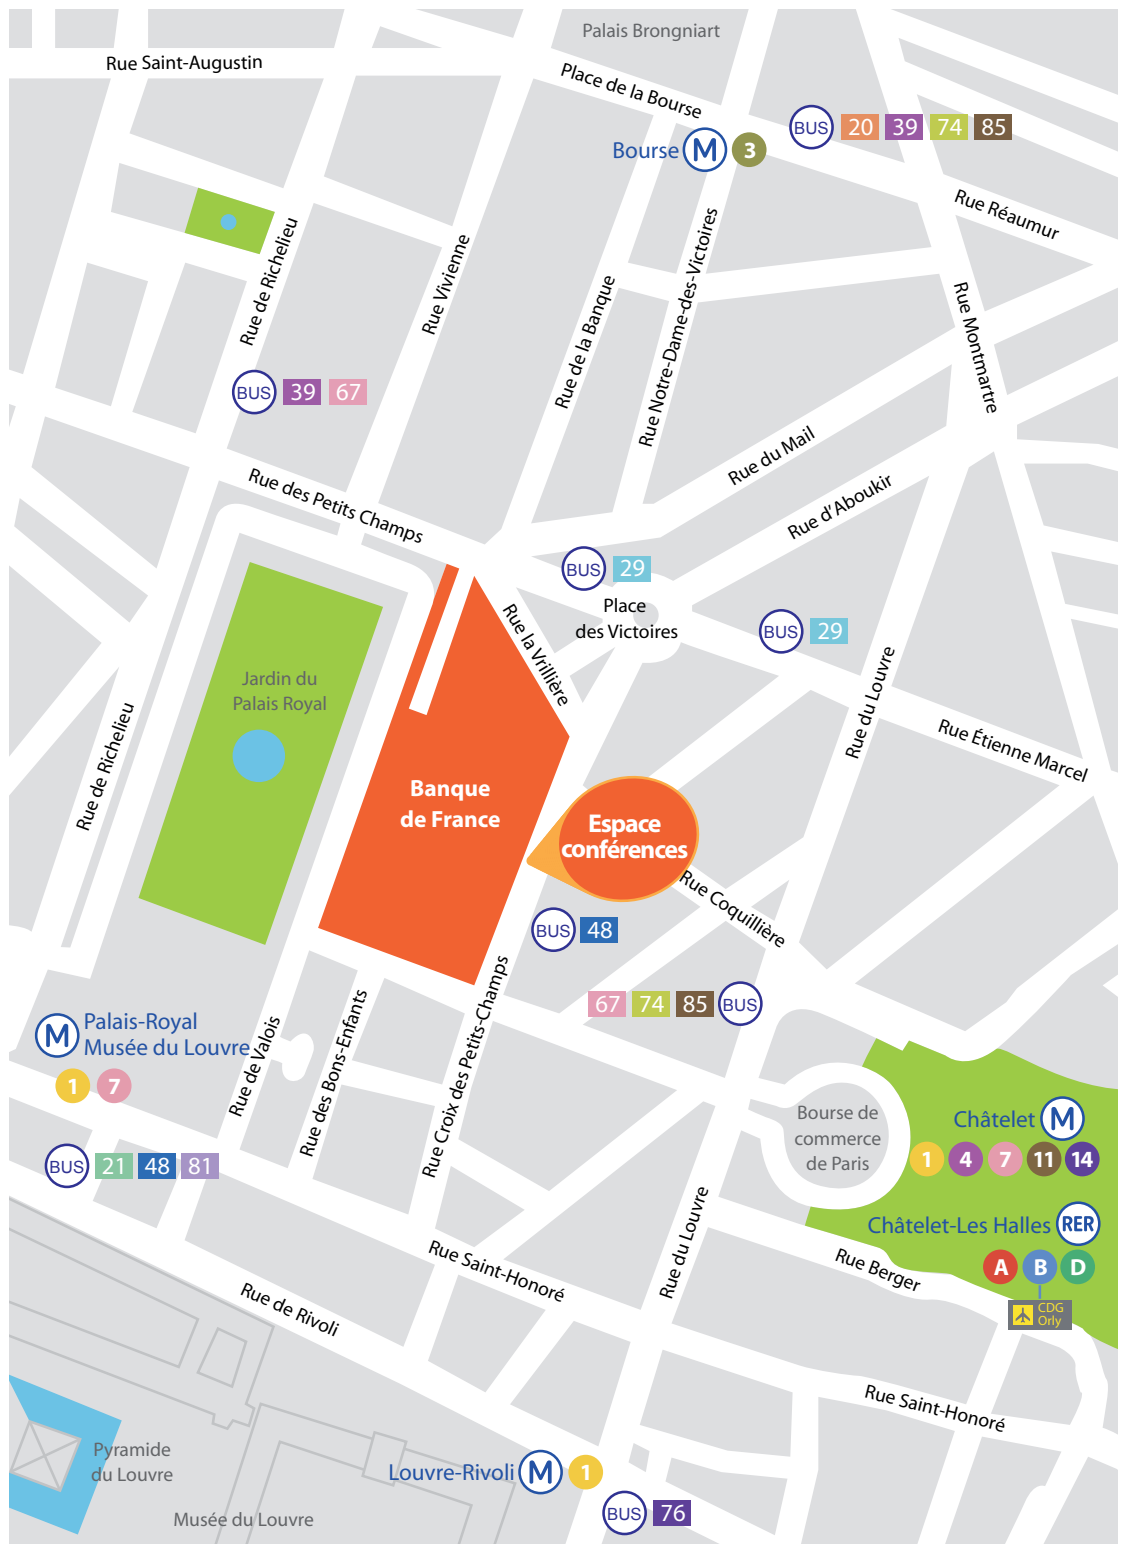 Palais Brongniart
Rue Saint-Augustin
Place de la Bourse
BUS 20 39 74 85
Bourse M 3
Rue Réaumur
Rue de Richelieu
Rue Vivienne
Rue de la Banque
Rue Notre-Dame-des-Victoires
Rue Montmartre
BUS 39 67
Rue du Mail
Rue des Petits Champs
Rue d'Aboukir
BUS 29
Place
des Victoires
BUS 29
Rue la Vrillière
Jardin du
Palais Royal
Rue de Richelieu
Rue du Louvre
Rue Étienne Marcel
Banque
de France
Espace
conférences
Rue Coquillière
BUS 48
67 74 85 BUS
Rue Croix des Petits-Champs
Rue des Bons-Enfants
Rue de Valois
M Palais-Royal
Musée du Louvre
1 7
BUS 21 48 81
Bourse de
commerce
de Paris
Châtelet M
1 4 7 11 14
Châtelet-Les Halles RER
A B D
CDG
Orly
Rue Berger
Rue du Louvre
Rue Saint-Honoré
Rue de Rivoli
Rue Saint-Honoré
Pyramide
du Louvre
Louvre-Rivoli M 1
BUS 76
Musée du Louvre